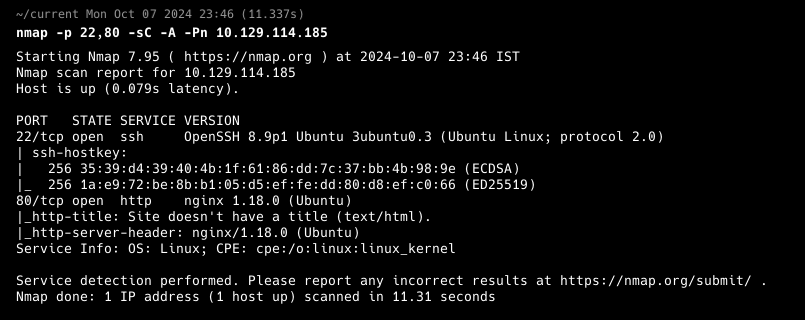 ~/current Mon Oct 07 2024 23:46 (11.337s)
nmap -p 22,80 -sC -A -Pn 10.129.114.185
Starting Nmap 7.95 ( https://nmap.org ) at 2024-10-07 23:46 IST
Nmap scan report for 10.129.114.185
Host is up (0.079s latency).

PORT   STATE SERVICE VERSION
22/tcp open  ssh     OpenSSH 8.9p1 Ubuntu 3ubuntu0.3 (Ubuntu Linux; protocol 2.0)
| ssh-hostkey:
|   256 35:39:d4:39:40:4b:1f:61:86:dd:7c:37:bb:4b:98:9e (ECDSA)
|_  256 1a:e9:72:be:8b:b1:05:d5:ef:fe:dd:80:d8:ef:c0:66 (ED25519)
80/tcp open  http    nginx 1.18.0 (Ubuntu)
|_http-title: Site doesn't have a title (text/html).
|_http-server-header: nginx/1.18.0 (Ubuntu)
Service Info: OS: Linux; CPE: cpe:/o:linux:linux_kernel

Service detection performed. Please report any incorrect results at https://nmap.org/submit/ .
Nmap done: 1 IP address (1 host up) scanned in 11.31 seconds